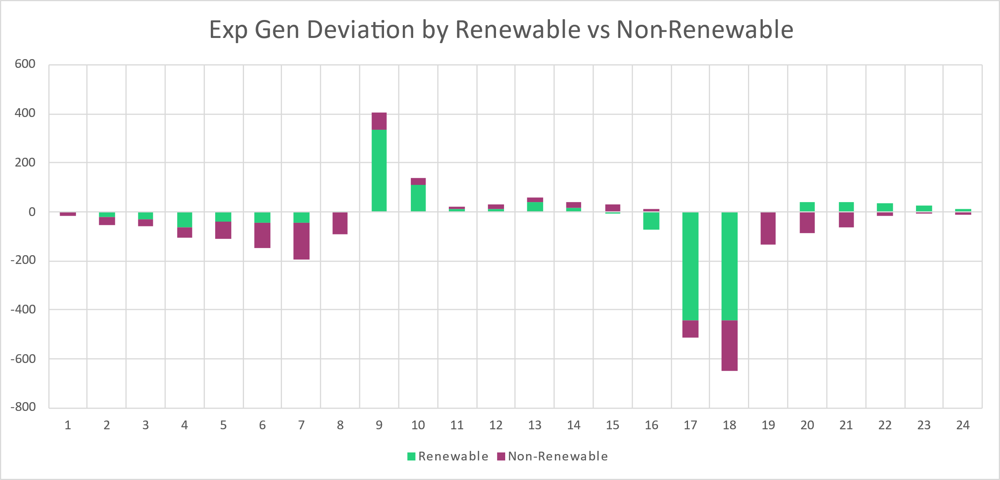 Exp Gen Deviation by Renewable vs Non-Renewable
600
400
200
0
-200
-400
-600
-800
1 2 3 4 5 6 7 8 9 10 11 12 13 14 15 16 17 18 19 20 21 22 23 24
Renewable Non-Renewable